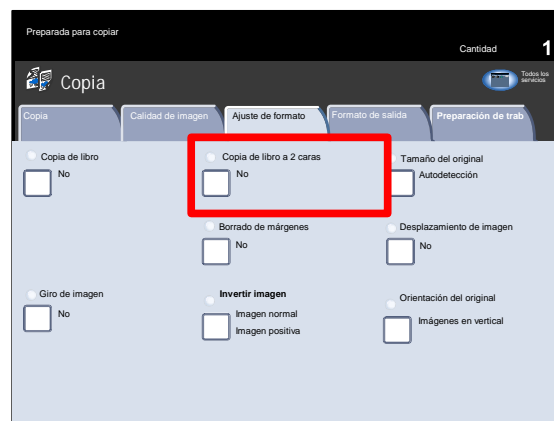 Preparada para copiar
Cantidad 1
Copia
Todos los
servicios
Copia
Calidad de imagen
Ajuste de formato
Formato de salida
Preparación de trab
Copia de libro
No
Copia de libro a 2 caras
No
Tamaño del original
Autodetección
Borrado de márgenes
No
Desplazamiento de imagen
No
Giro de imagen
No
Invertir imagen
Imagen normal
Imagen positiva
Orientación del original
Imágenes en vertical